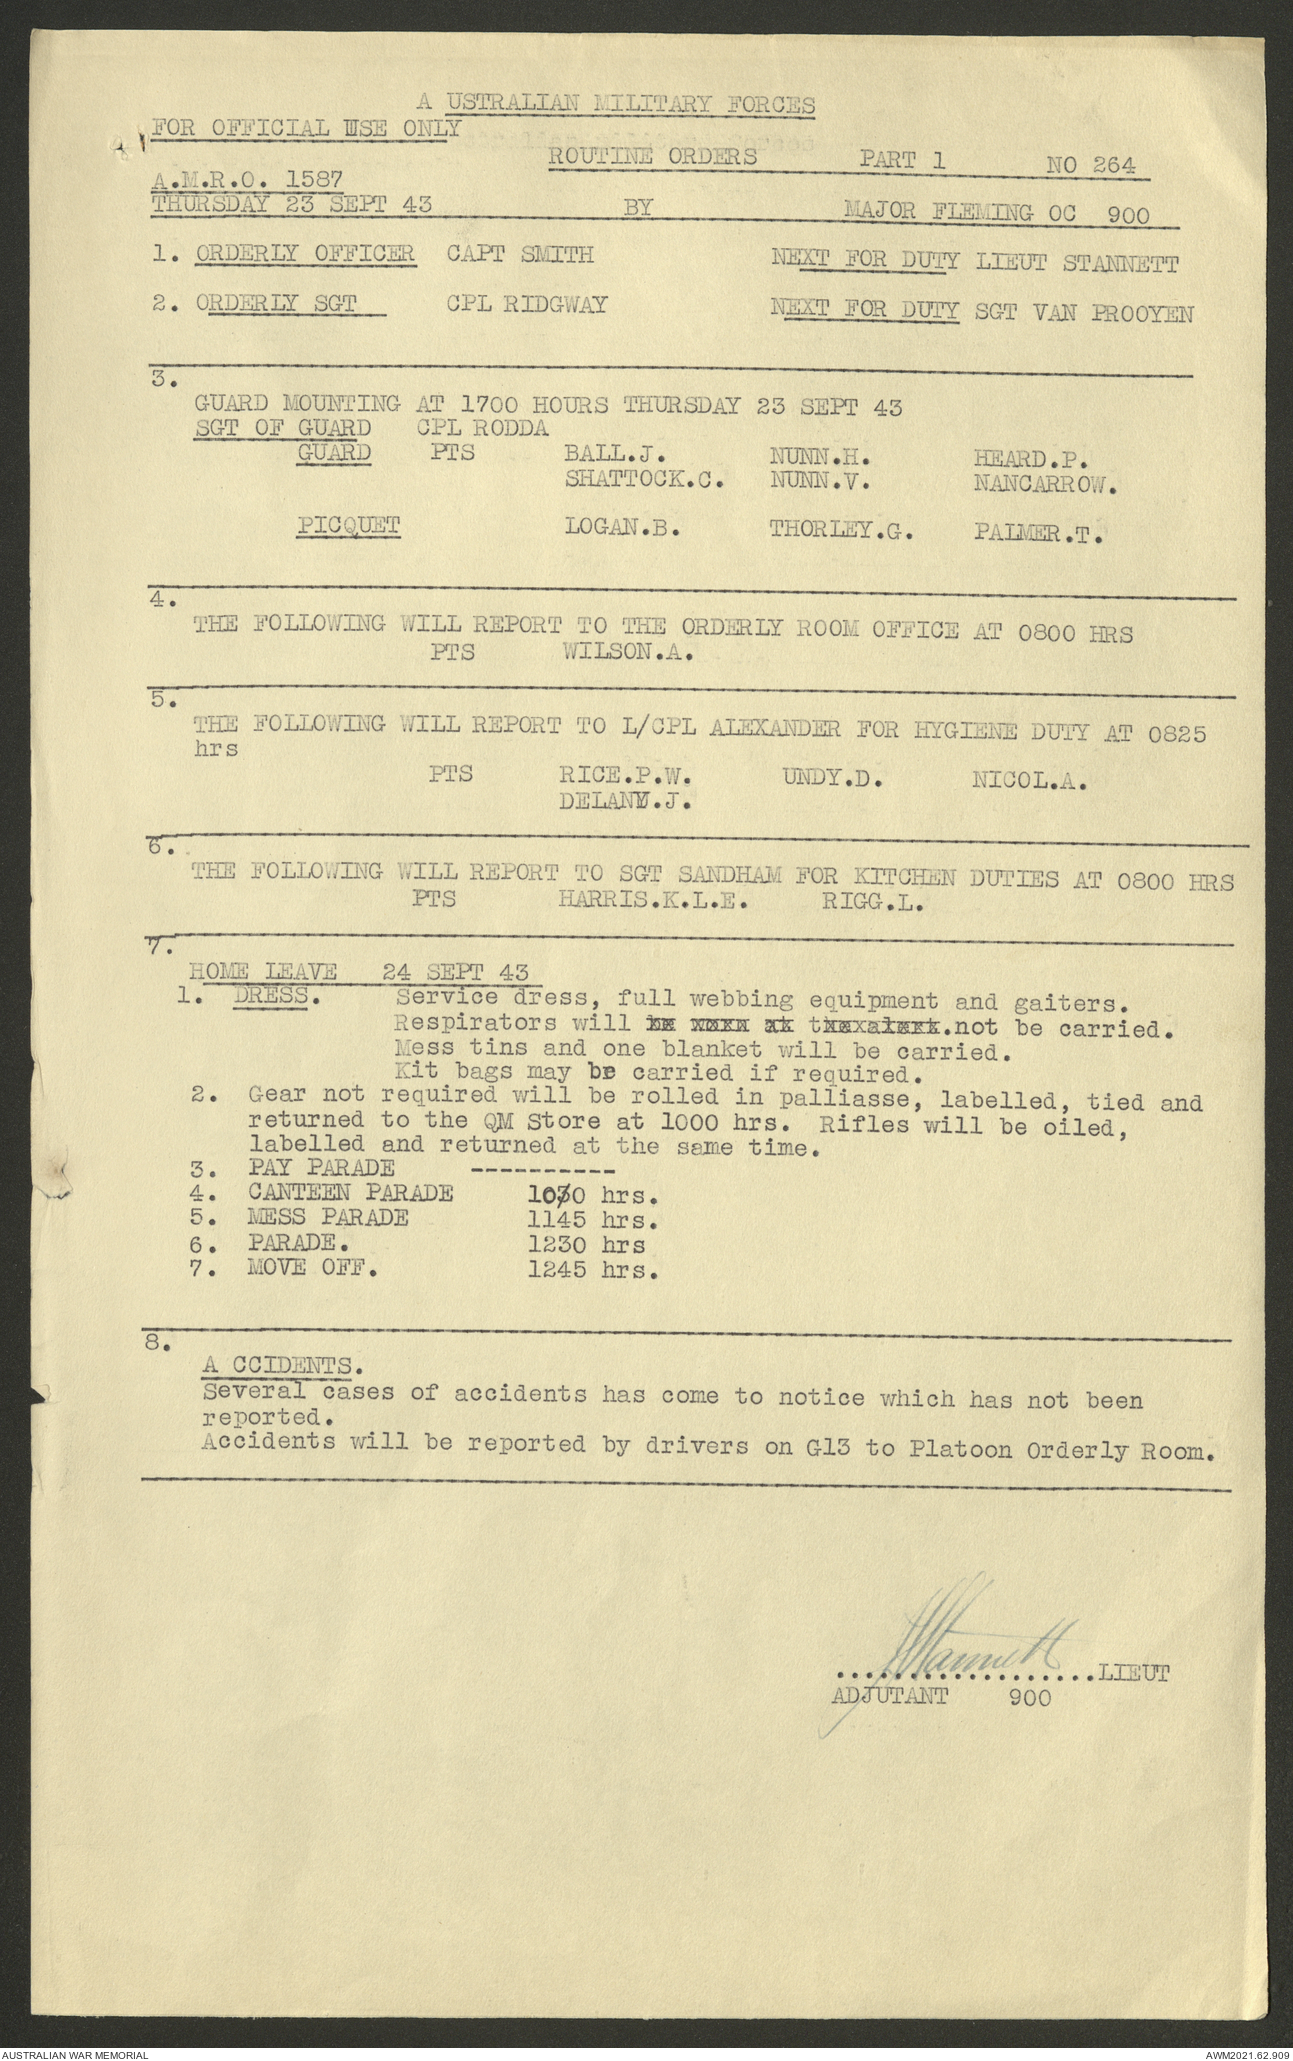 A USTRALIAN MILITARY FORCES
FOR OFFICIAL USE ONLY
ROUTINE ORDERS PART 1 NO 264
A.M.R.O. 1587
THURSDAY 23 SEPT 43 BY MAJOR FLEMING OC 900
1. ORDERLY OFFICER CAPT SMITH NEXT FOR DUTY LIEUT STANNETT
2. ORDERLY SGT CPL RIDGWAY NEXT FOR DUTY SGT VAN PROOYEN
3.
GUARD MOUNTING AT 1700 HOURS THURSDAY 23 SEPT 43
SGT OF GUARD CPL RODDA
GUARD PTS BALL.J. NUNN.H. HEARD.P.
SHATTOCK.C. NUNN.V. NANCARROW.
PICQUET LOGAN.B. THORLEY.G. PALMER.T.
4.
THE FOLLOWING WILL REPORT TO THE ORDERLY ROOM OFFICE AT 0800 HRS
PTS WILSON.A.
5.
THE FOLLOWING WILL REPORT TO L/CPL ALEXANDER FOR HYGIENE DUTY AT 0825
hrs
PTS RICE.P.W. UNDY.D. NICOL.A.
DELANY.J.
6.
THE FOLLOWING WILL REPORT TO SGT SANDHAM FOR KITCHEN DUTIES AT 0800 HRS
PTS HARRIS.K.L.E. RIGG.L.
7.
HOME LEAVE 24 SEPT 43
1. DRESS. Service dress, full webbing equipment and gaiters.
Respirators will be worn at the alert.not be carried.
Mess tins and one blanket will be carried.
Kit bags may be carried if required.
2. Gear not required will be rolled in palliasse, labelled, tied and
returned to the QM Store at 1000 hrs. Rifles will be oiled,
labelled and returned at the same time.
3. PAY PARADE ----------
4. CANTEEN PARADE 1030 hrs.
5. MESS PARADE 1145 hrs.
6. PARADE. 1230 hrs
7. MOVE OFF. 1245 hrs.
8.
A CCIDENTS.
Several cases of accidents has come to notice which has not been
reported.
Accidents will be reported by drivers on G13 to Platoon Orderly Room.
Stannett
..................LIEUT
ADJUTANT 900
AUSTRALIAN WAR MEMORIAL AWM2021.62.909